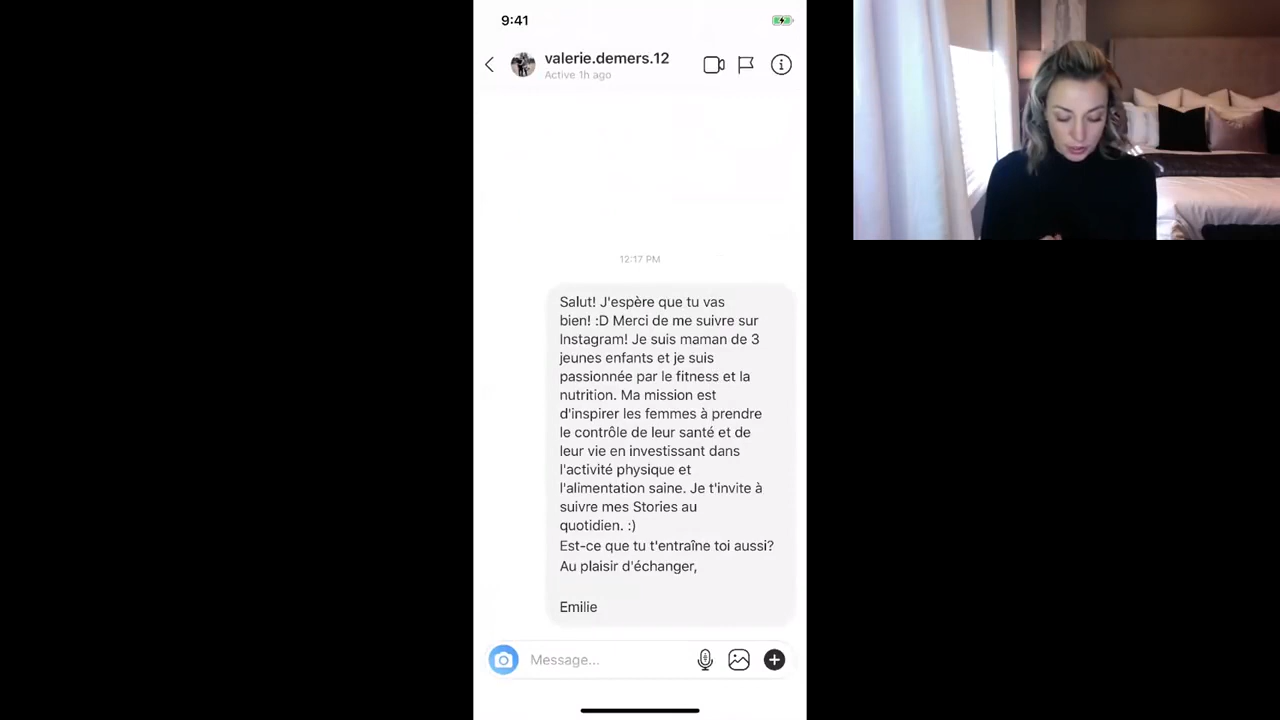 9:41
valerie.demers.12
Active 1h ago
12:17 PM
Salut! J'espère que tu vas
bien! :D Merci de me suivre sur
Instagram! Je suis maman de 3
jeunes enfants et je suis
passionnée par le fitness et la
nutrition. Ma mission est
d'inspirer les femmes à prendre
le contrôle de leur santé et de
leur vie en investissant dans
l'activité physique et
l'alimentation saine. Je t'invite à
suivre mes Stories au
quotidien. :)
Est-ce que tu t'entraîne toi aussi?
Au plaisir d'échanger,
Emilie
Message...